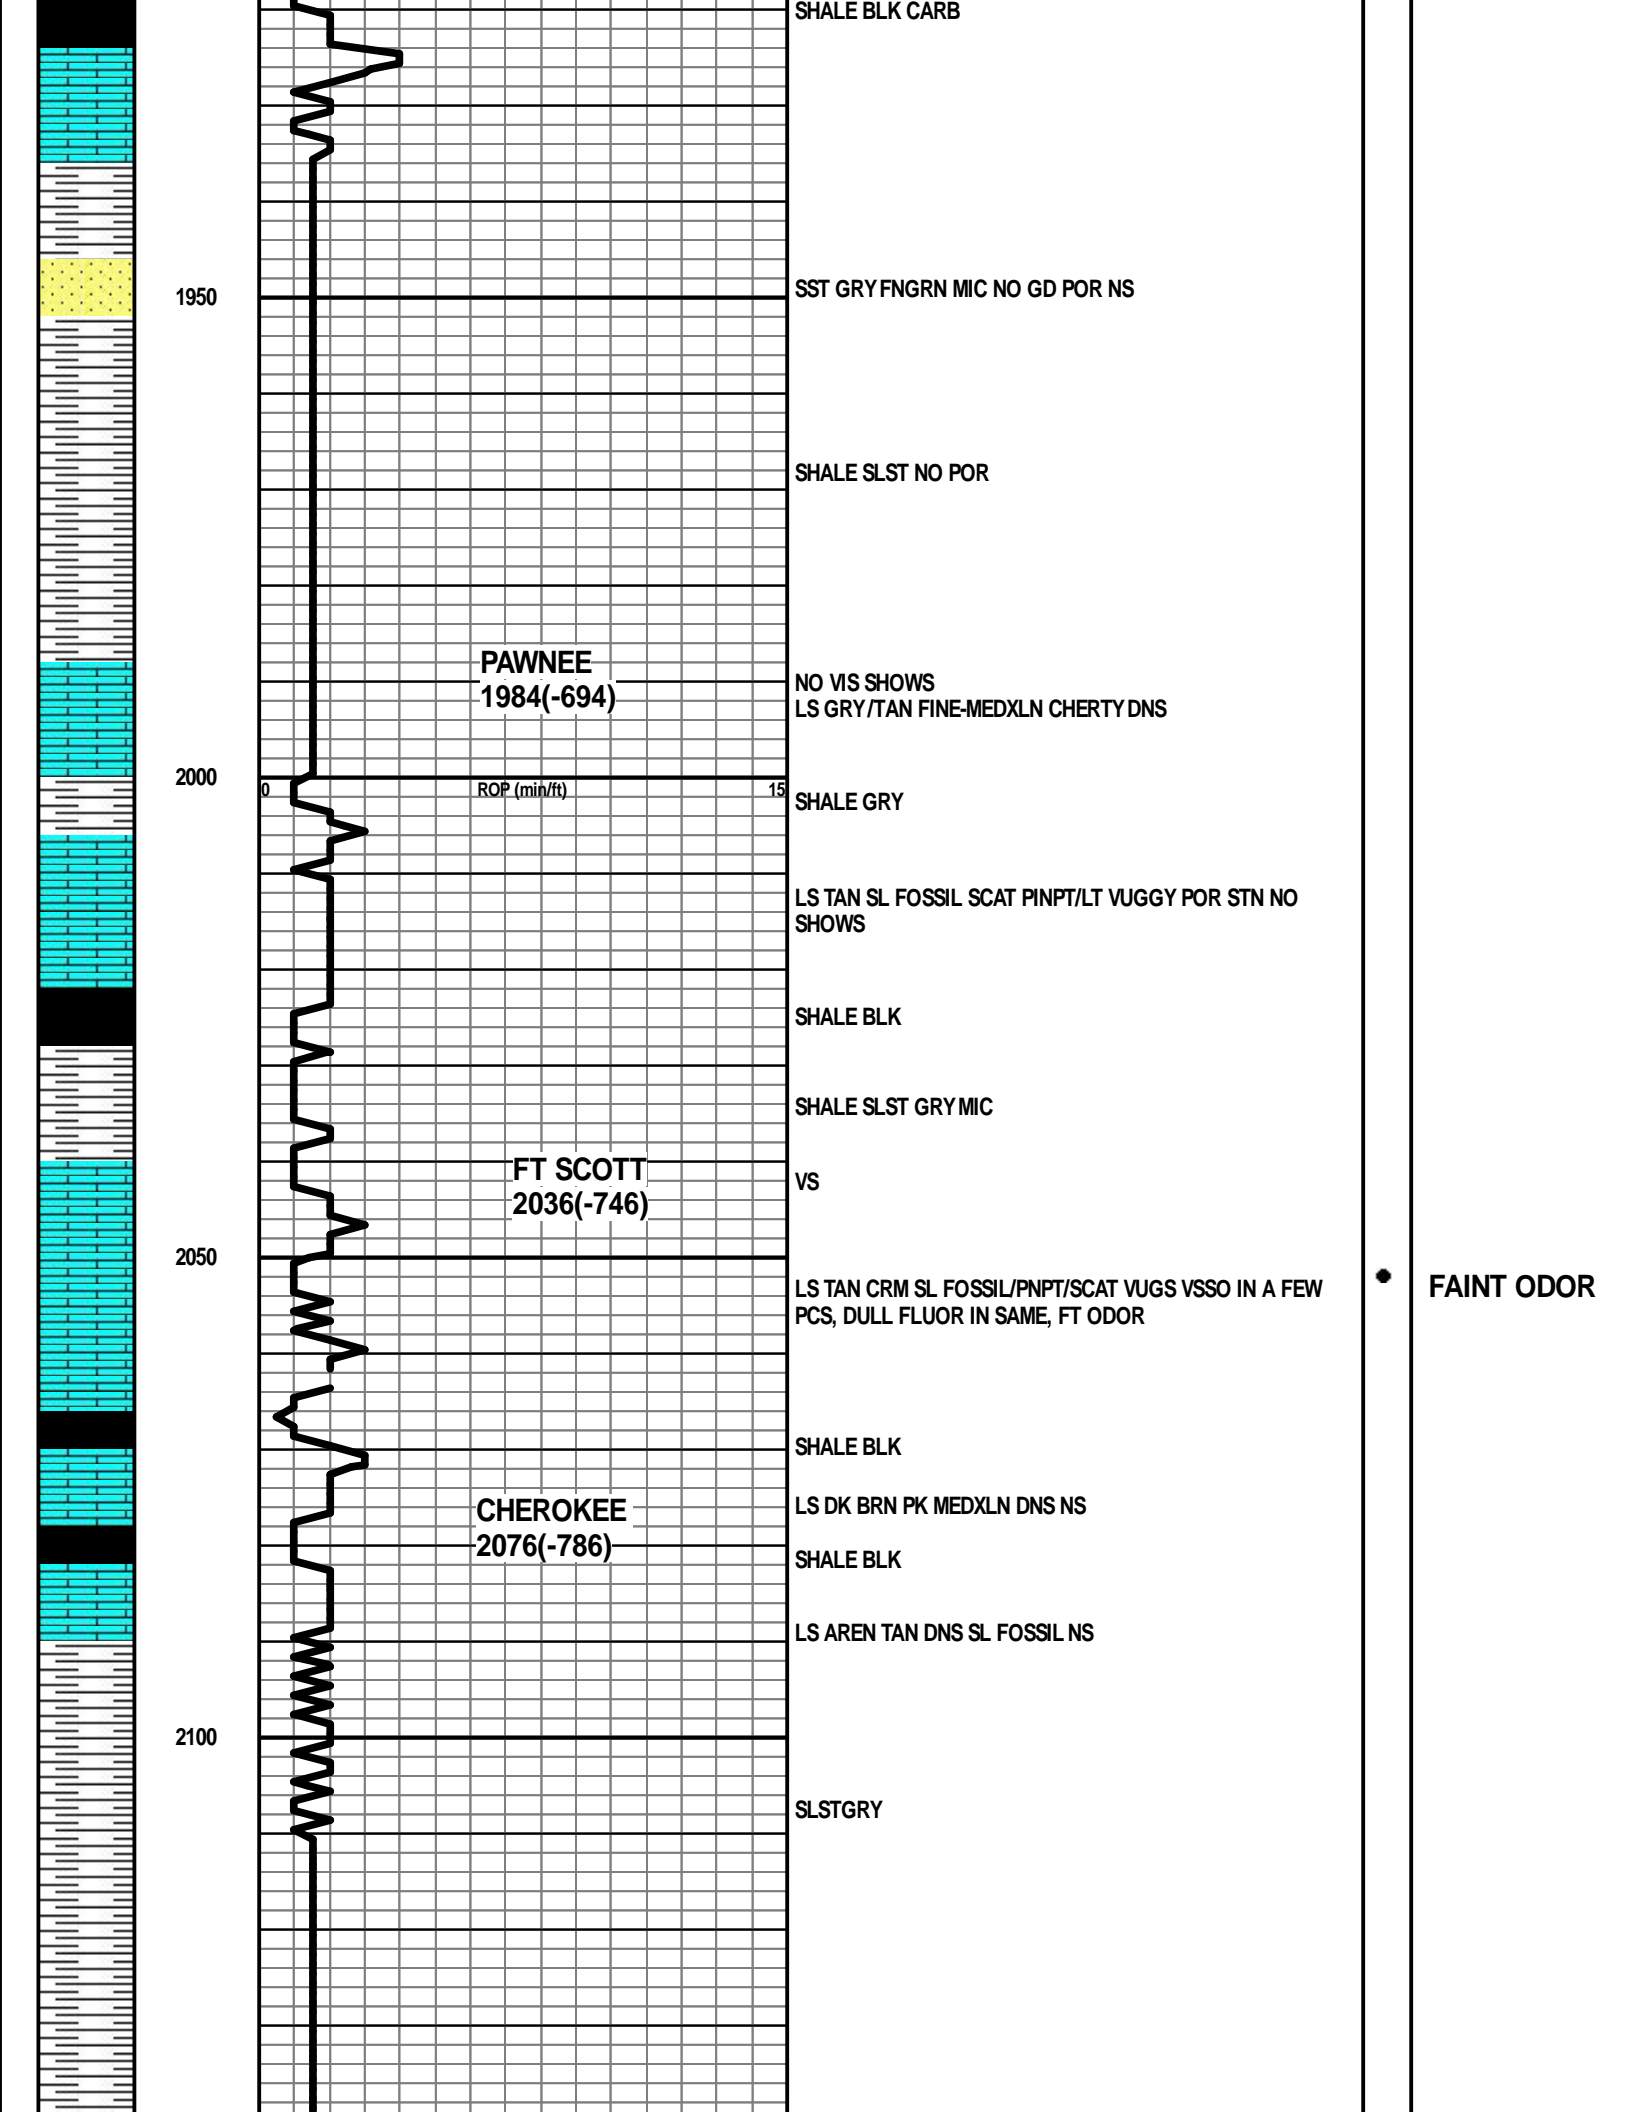 SHALE BLK CARB
1950
SST GRY FNGRN MIC NO GD POR NS
SHALE SLST NO POR
PAWNEE
1984(-694)
NO VIS SHOWS
LS GRY/TAN FINE-MEDXLN CHERTY DNS
2000
0 ROP (min/ft) 15
SHALE GRY
LS TAN SL FOSSIL SCAT PINPT/LT VUGGY POR STN NO
SHOWS
SHALE BLK
SHALE SLST GRY MIC
FT SCOTT
2036(-746)
VS
2050
LS TAN CRM SL FOSSIL/PNPT/SCAT VUGS VSSO IN A FEW
PCS, DULL FLUOR IN SAME, FT ODOR
FAINT ODOR
SHALE BLK
CHEROKEE
2076(-786)
LS DK BRN PK MEDXLN DNS NS
SHALE BLK
LS AREN TAN DNS SL FOSSIL NS
2100
SLSTGRY